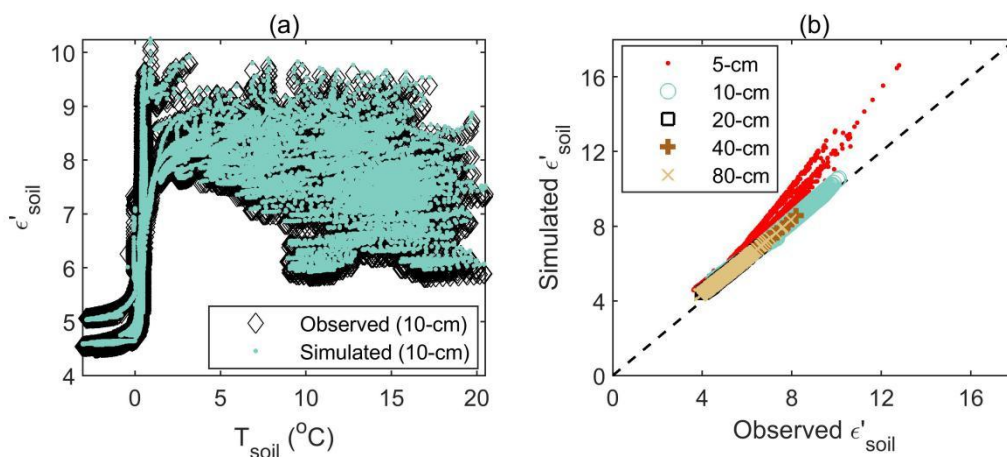 (a)
10
9
8
7
6
5
4
ϵ'soil
Observed (10-cm)
Simulated (10-cm)
0
5
10
15
20
Tsoil (oC)
(b)
16
12
8
4
0
Simulated ϵ'soil
5-cm
10-cm
20-cm
40-cm
80-cm
0
4
8
12
16
Observed ϵ'soil